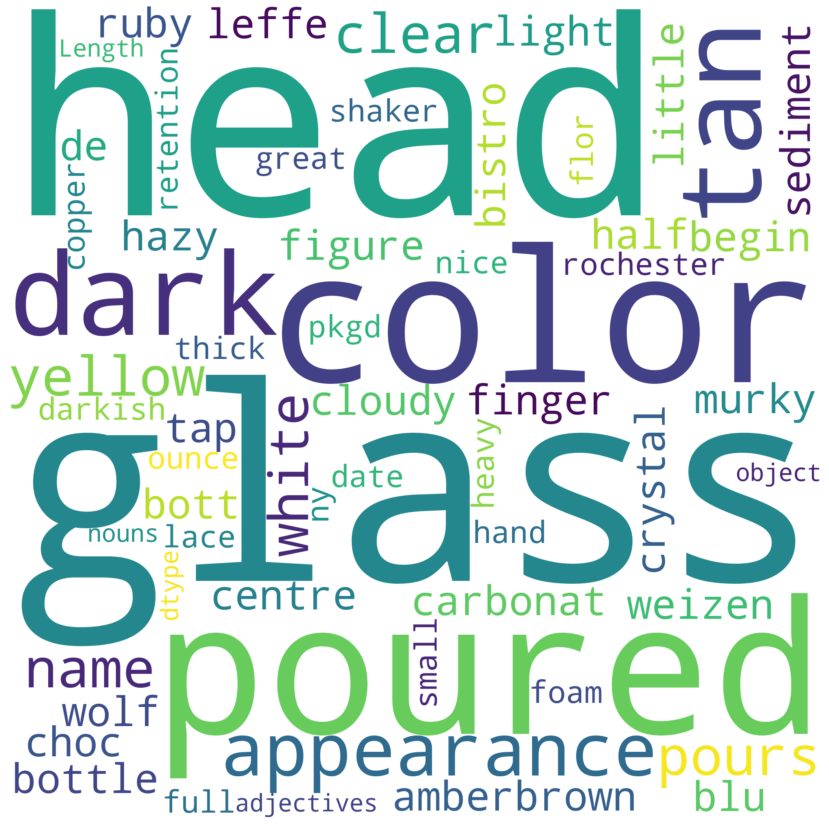 ruby leffe clear light
Length
head
tan
little
sediment
retention
shaker
great
bistro
flor
de
copper
hazy figure half begin
nice rochester
dark color
pkgd
thick
yellow cloudy finger murky
darkish
tap
white
crystal
ounce
date
heavy
object
glass
bott
ny
nouns lace
hand
dtype
centre carbonat weizen
name
poured
small
foam
wolf
choc appearance pours
bottle
full adjectives amberbrown blu